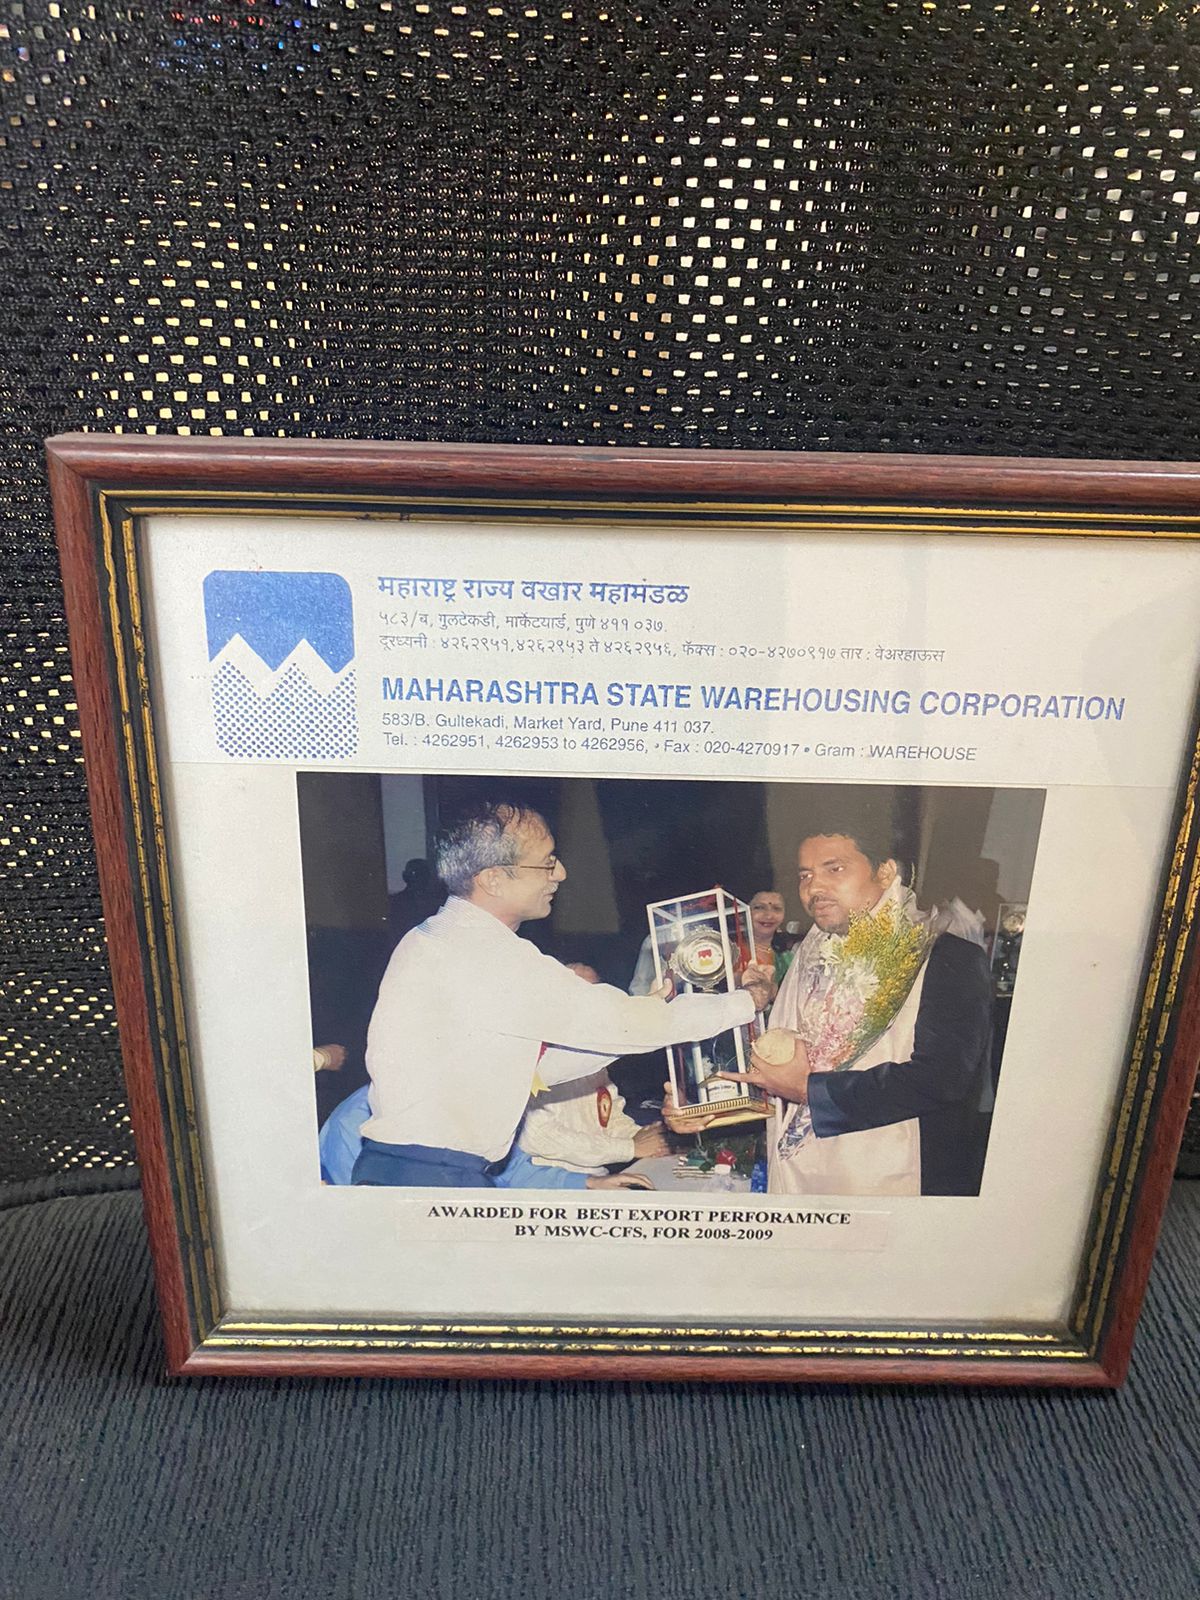 महाराष्ट्र राज्य वखार महामंडळ
५८३/ब, गुलटेकडी, मार्केटयार्ड, पुणे ४११ ०३७.
दूरध्वनी : ४२६२९५१,४२६२९५३ ते ४२६२९५६, फॅक्स : ०२०-४२७०९१७ तार : वेअरहाऊस
MAHARASHTRA STATE WAREHOUSING CORPORATION
583/B. Gultekadi, Market Yard, Pune 411 037.
Tel. : 4262951, 4262953 to 4262956, • Fax : 020-4270917 • Gram : WAREHOUSE
AWARDED FOR BEST EXPORT PERFORAMNCE
BY MSWC-CFS, FOR 2008-2009